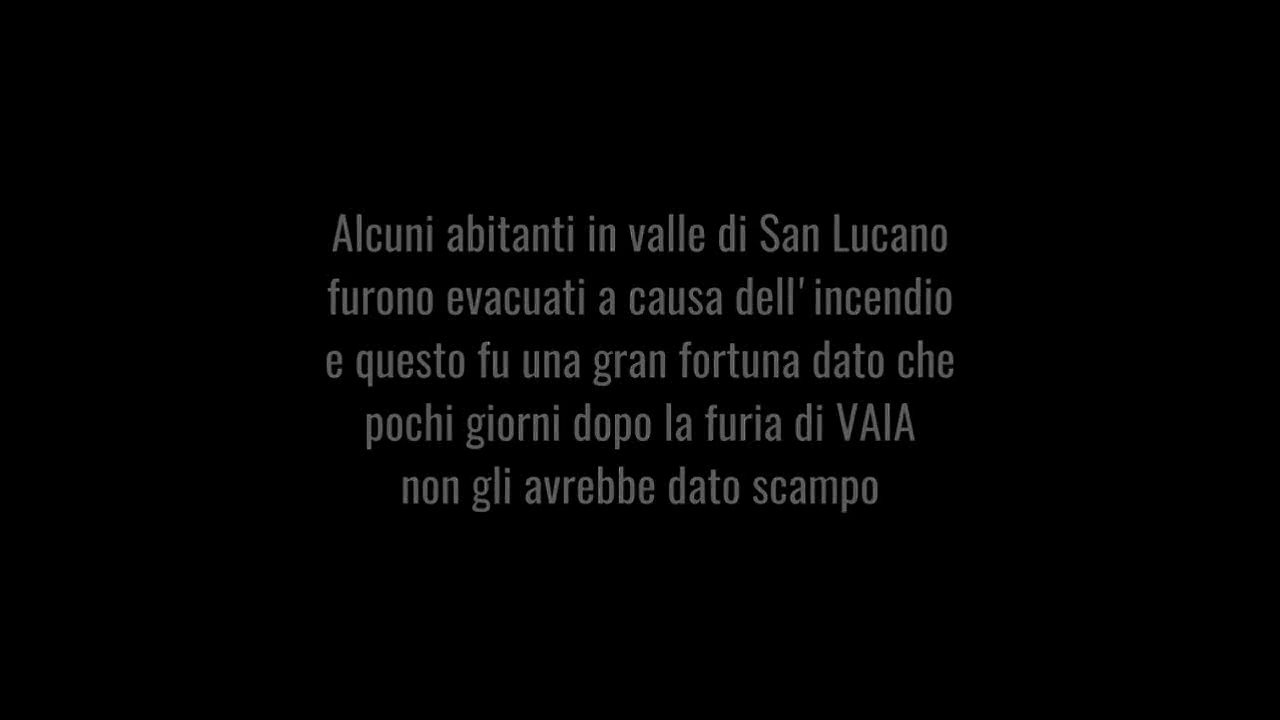 Alcuni abitanti in valle di San Lucano
furono evacuati a causa dell'incendio
e questo fu una gran fortuna dato che
pochi giorni dopo la furia di VAIA
non gli avrebbe dato scampo